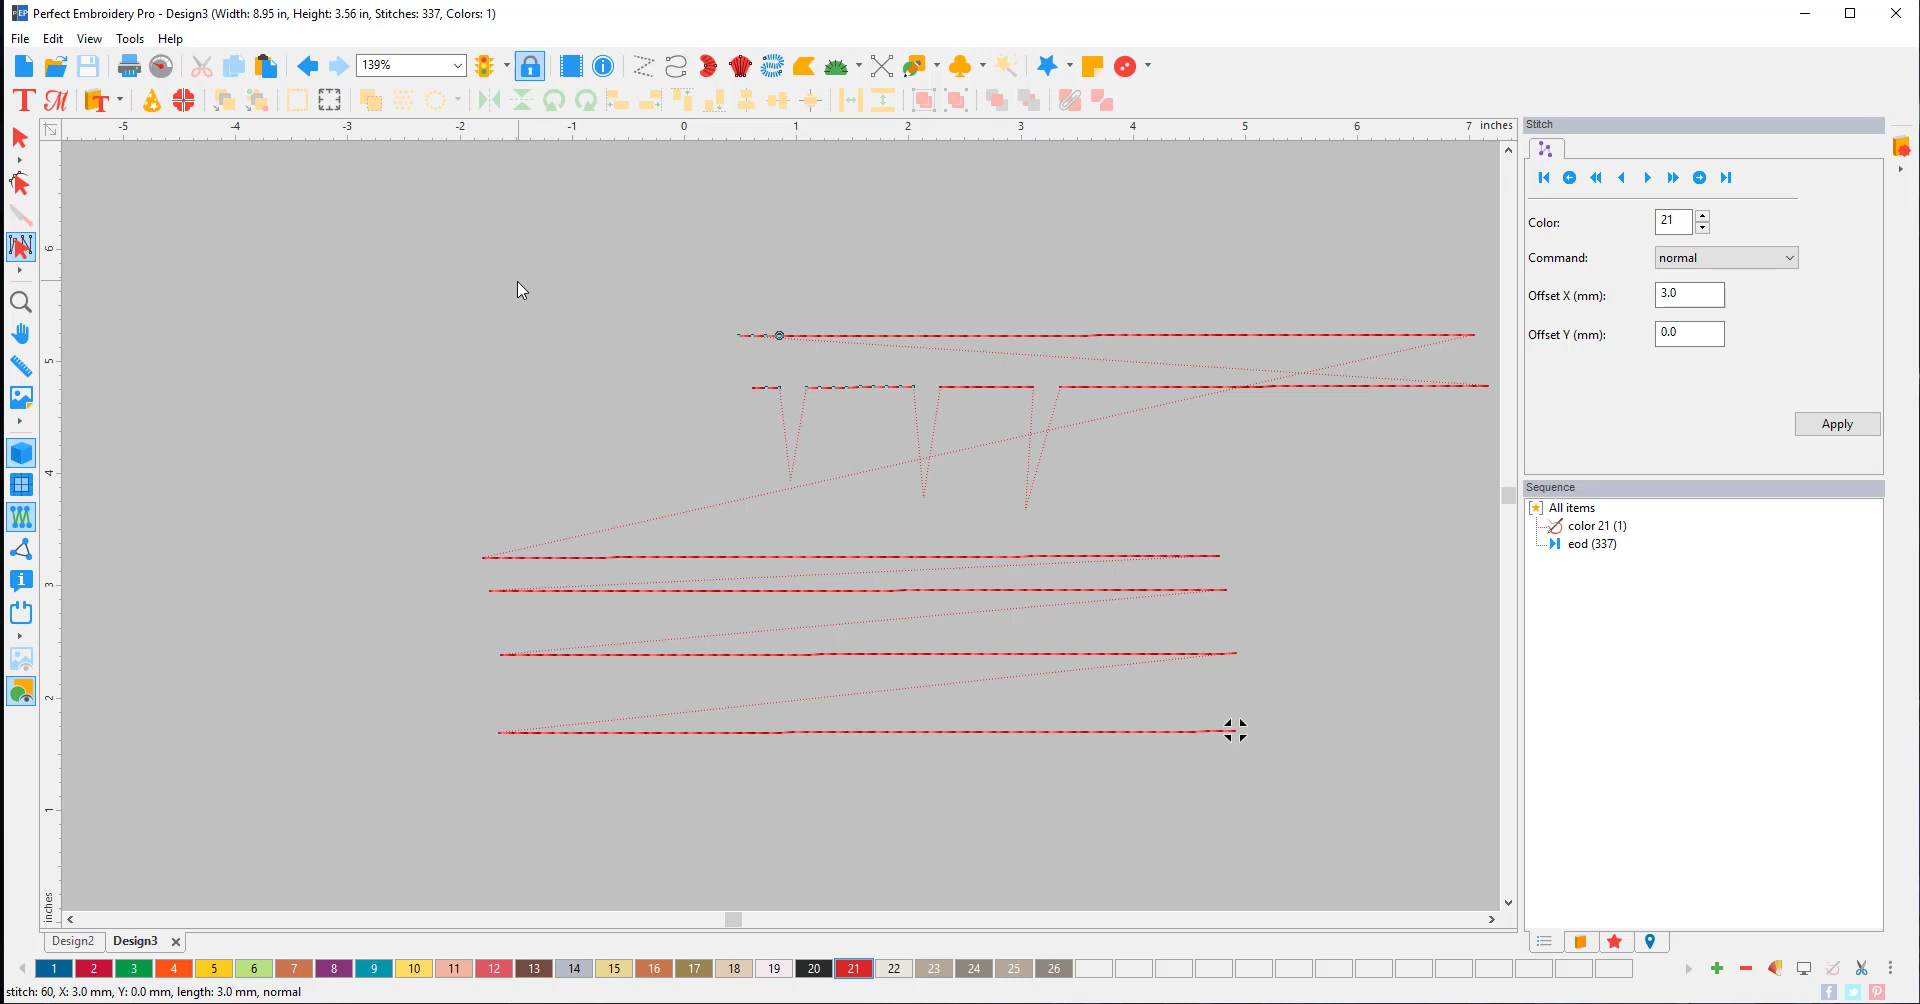 Perfect Embroidery Pro - Design3 (Width: 8.95 in, Height: 3.56 in, Stitches: 337, Colors: 1)
File Edit View Tools Help
139%
-5 -4 -3 -2 -1 0 1 2 3 4 5 6 7 inches
Stitch
Color: 21
Command: normal
Offset X (mm): 3.0
Offset Y (mm): 0.0
Apply
Sequence
All items
color 21 (1)
eod (337)
6
5
4
3
2
1
inches
Design2 Design3
1 2 3 4 5 6 7 8 9 10 11 12 13 14 15 16 17 18 19 20 21 22 23 24 25 26
stitch: 60, X: 3.0 mm, Y: 0.0 mm, length: 3.0 mm, normal